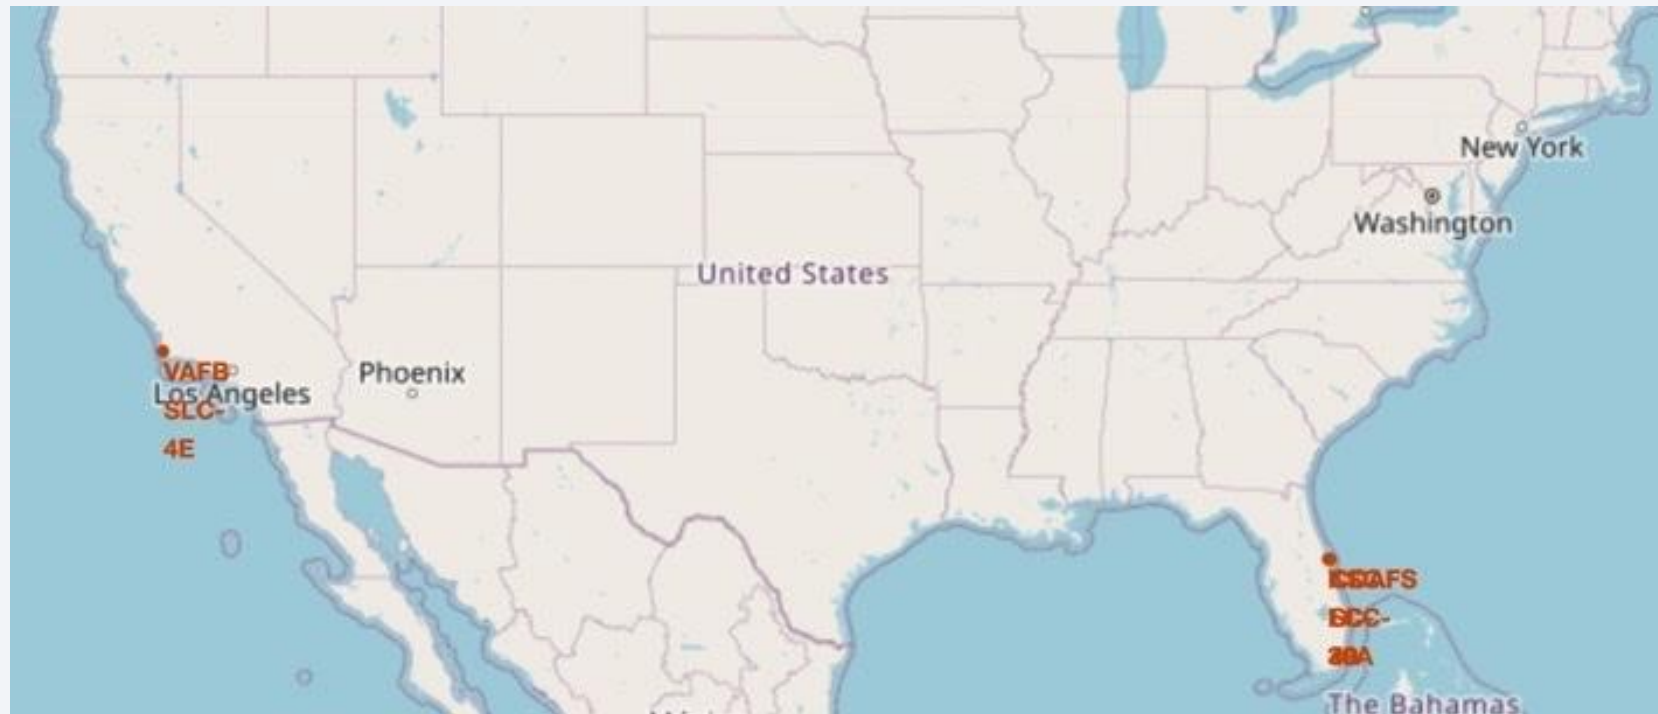 New York
Washington
United States
Phoenix
VAFB
Los Angeles
SLC-
4E
The Bahamas